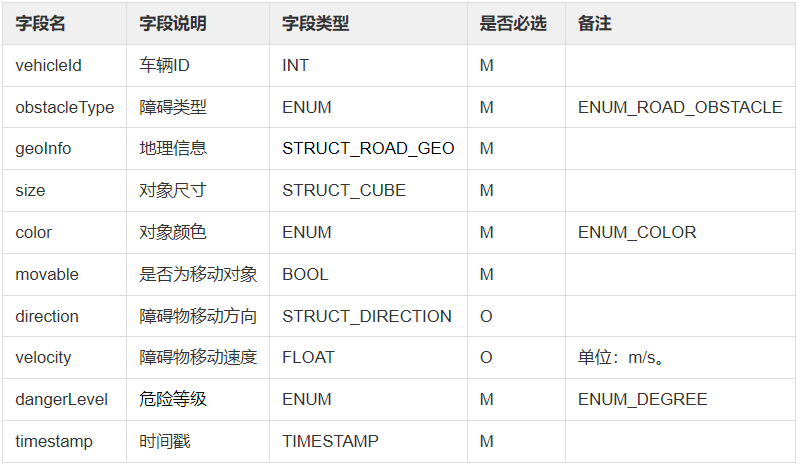 字段名 字段说明 字段类型 是否必选 备注
vehicleId 车辆ID INT M
obstacleType 障碍类型 ENUM M ENUM_ROAD_OBSTACLE
geoInfo 地理信息 STRUCT_ROAD_GEO M
size 对象尺寸 STRUCT_CUBE M
color 对象颜色 ENUM M ENUM_COLOR
movable 是否为移动对象 BOOL M
direction 障碍物移动方向 STRUCT_DIRECTION O
velocity 障碍物移动速度 FLOAT O 单位：m/s。
dangerLevel 危险等级 ENUM M ENUM_DEGREE
timestamp 时间戳 TIMESTAMP M